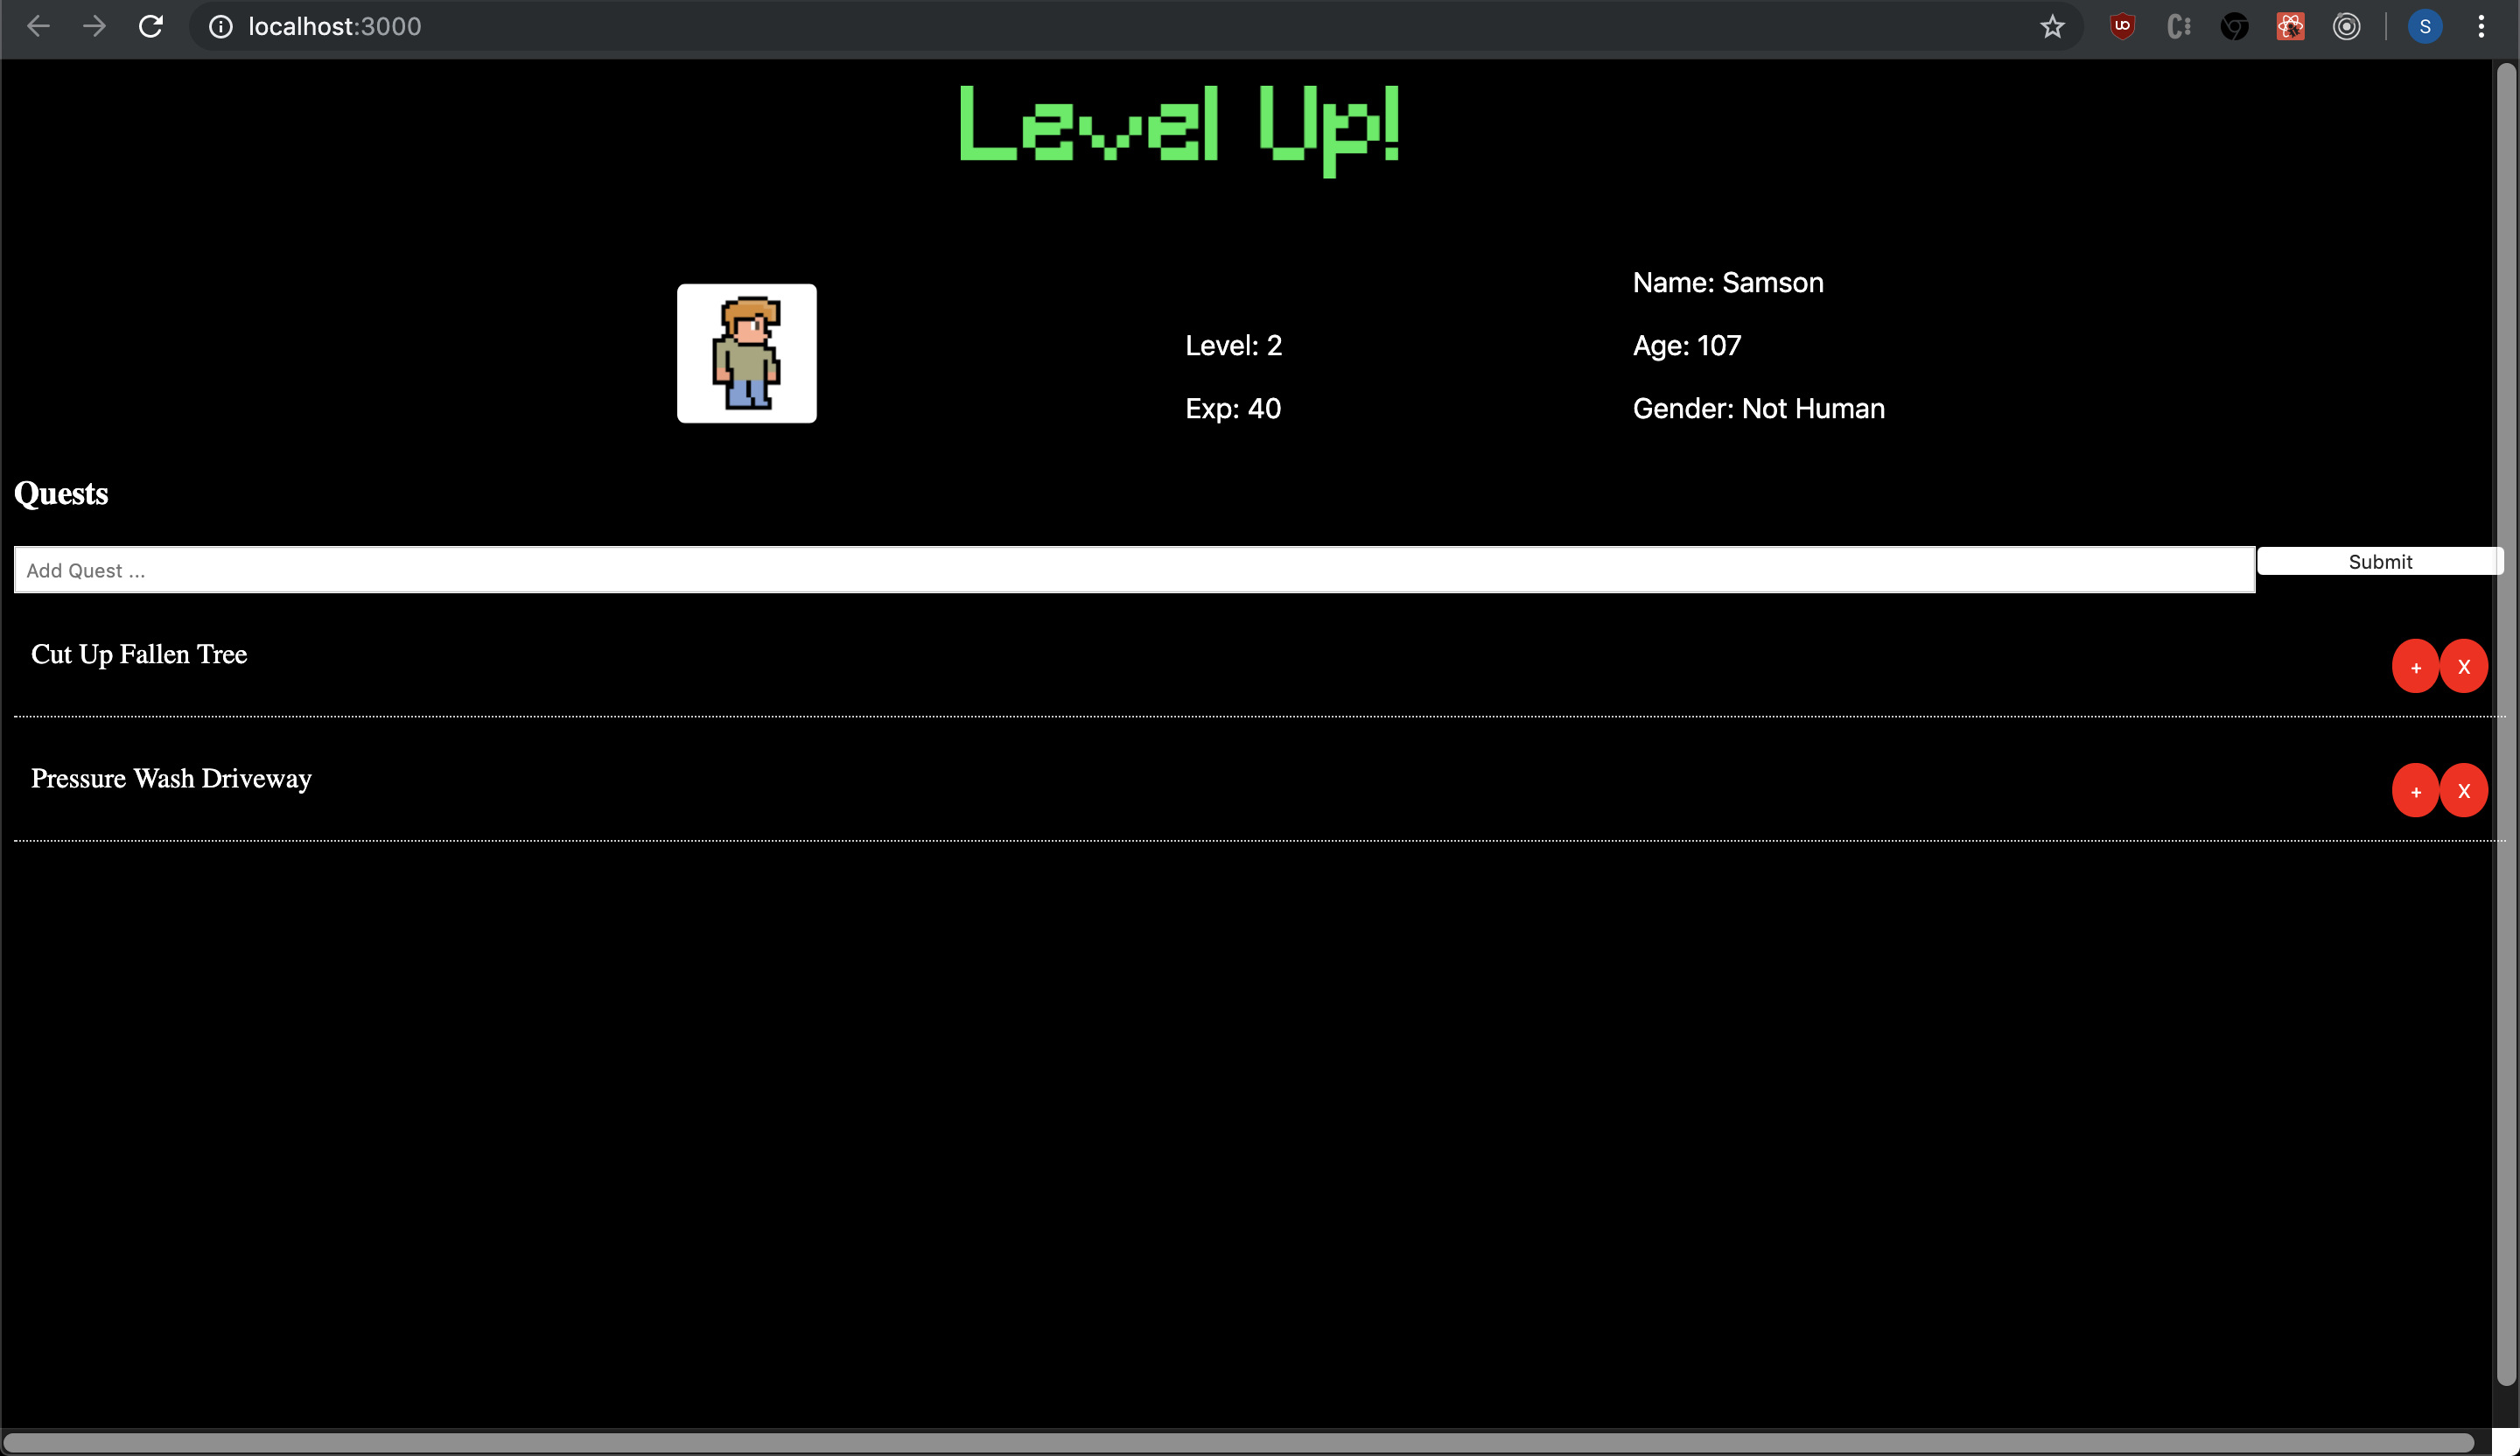 localhost:3000
S
Level Up!
Name: Samson
Level: 2
Age: 107
Exp: 40
Gender: Not Human
Quests
Add Quest ...
Submit
Cut Up Fallen Tree
+ X
Pressure Wash Driveway
+ X